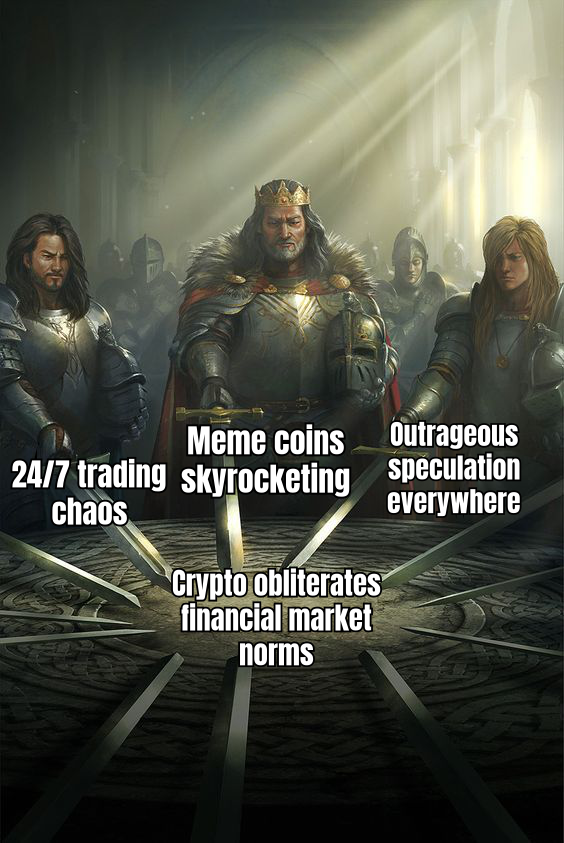 24/7 trading
chaos
Meme coins
skyrocketing
Outrageous
speculation
everywhere
Crypto obliterates
financial market
norms